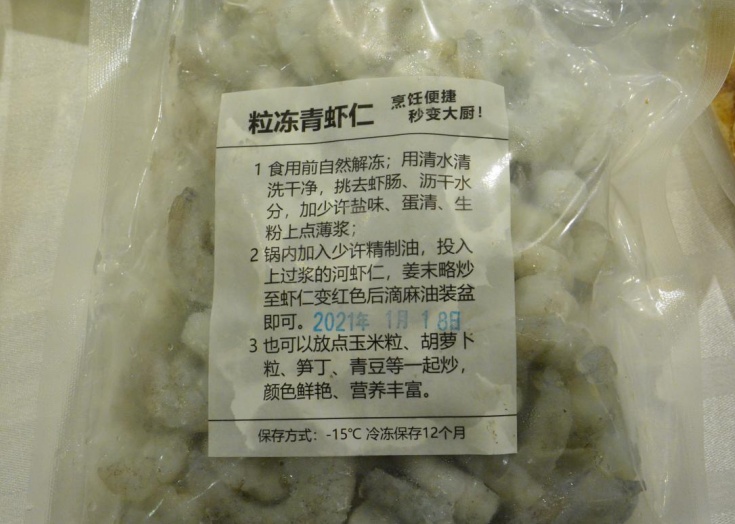 粒冻青虾仁
烹饪便捷
秒变大厨！
1 食用前自然解冻；用清水清
洗干净，挑去虾肠、沥干水
分，加少许盐味、蛋清、生
粉上点薄浆；
2 锅内加入少许精制油，投入
上过浆的河虾仁，姜末略炒
至虾仁变红色后滴麻油装盆
即可。2021年 1月 18日
3 也可以放点玉米粒、胡萝卜
粒、笋丁、青豆等一起炒，
颜色鲜艳、营养丰富。
保存方式：-15℃ 冷冻保存12个月